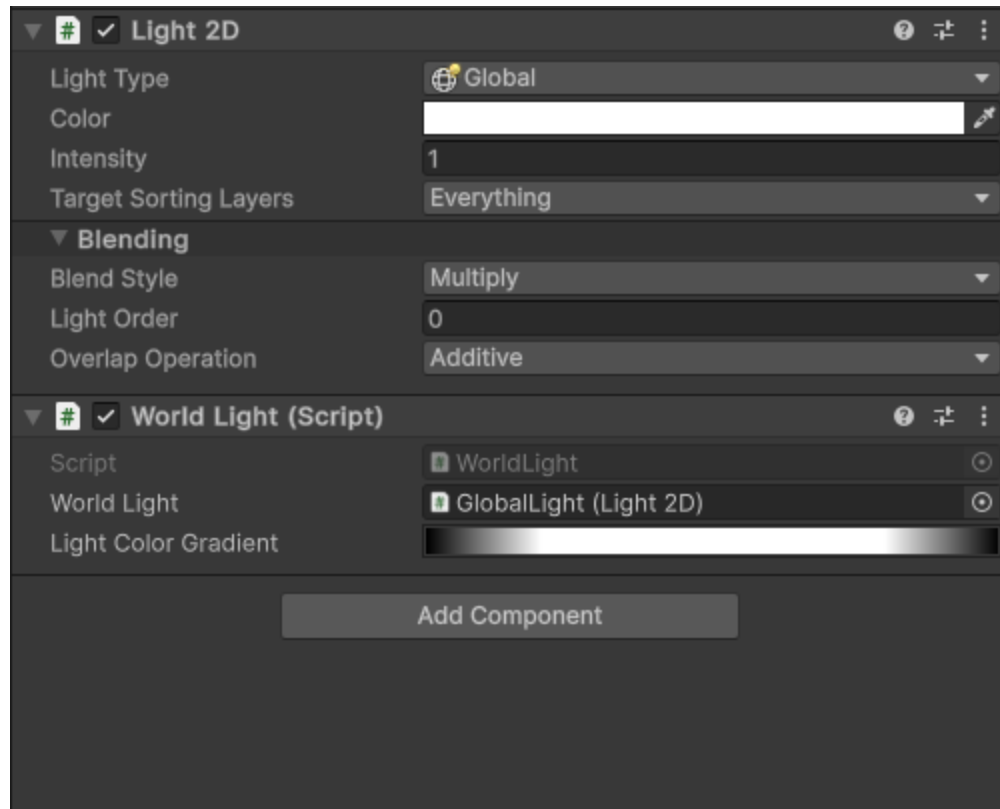 Light 2D
Light Type Global
Color
Intensity 1
Target Sorting Layers Everything
Blending
Blend Style Multiply
Light Order 0
Overlap Operation Additive
World Light (Script)
Script WorldLight
World Light GlobalLight (Light 2D)
Light Color Gradient
Add Component